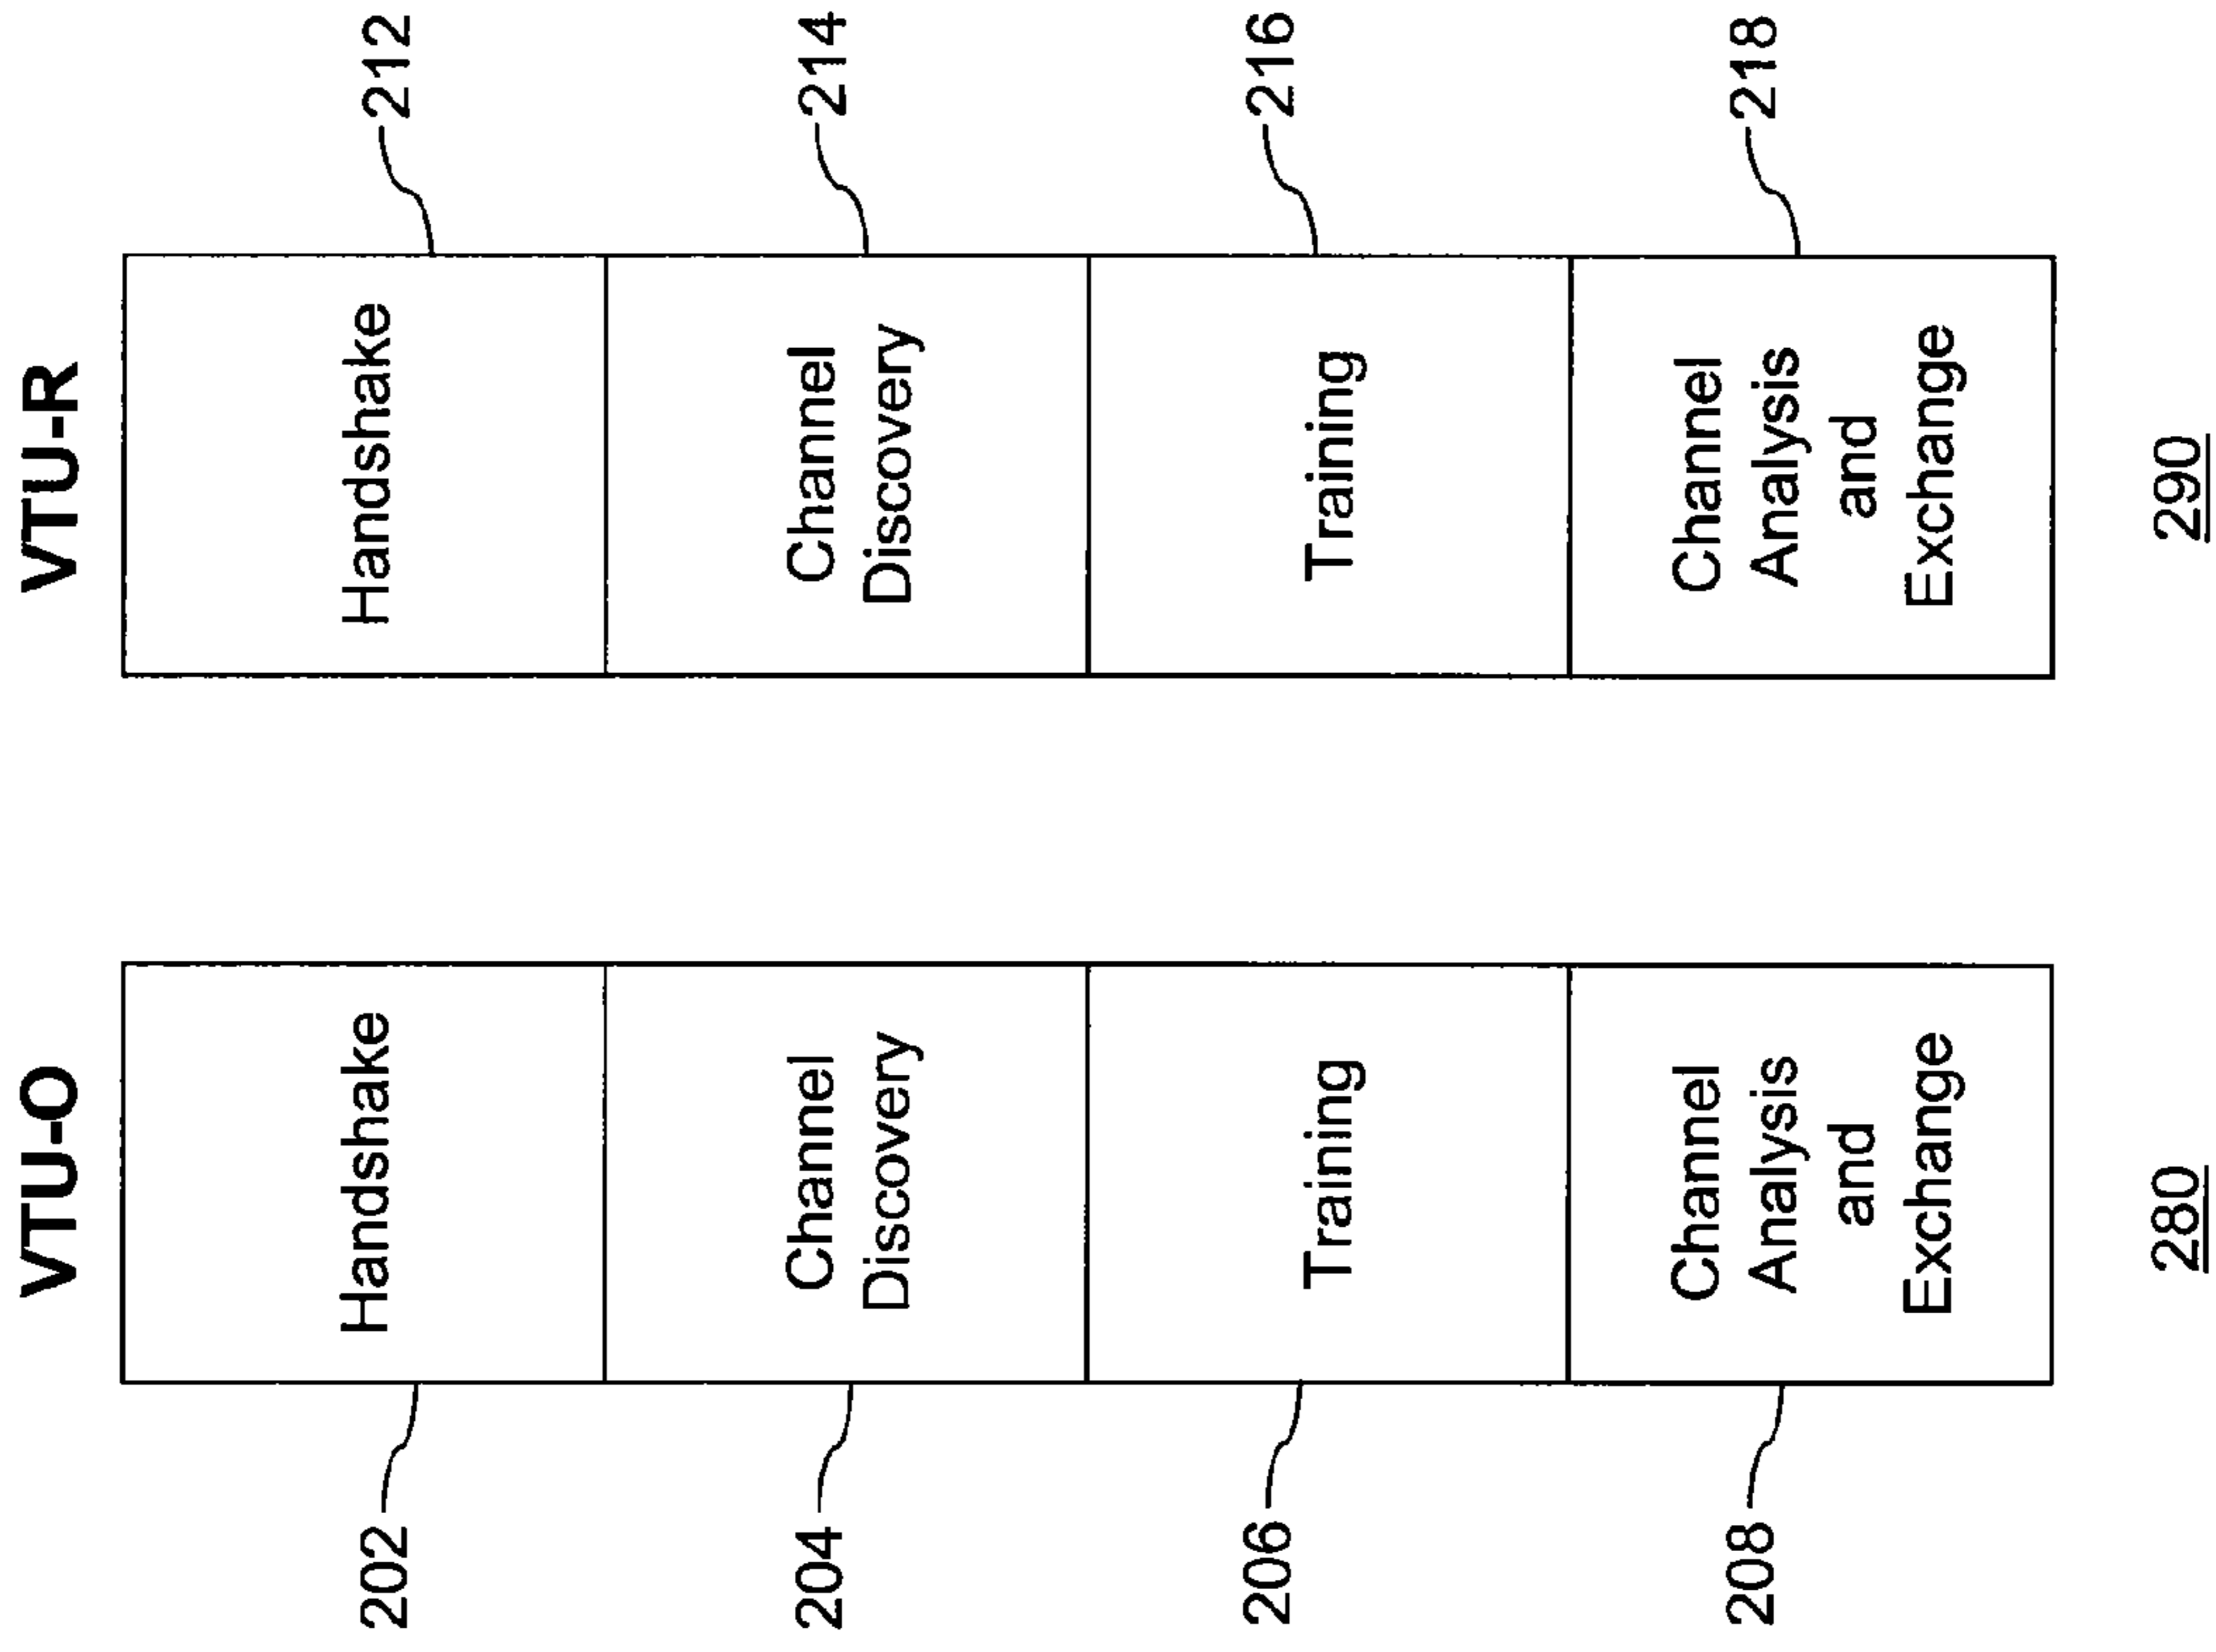 VTU-O
VTU-R
202
Handshake
Handshake
212
204
Channel
Discovery
Channel
Discovery
214
206
Training
Training
216
208
Channel
Analysis
and
Exchange
Channel
Analysis
and
Exchange
218
280
290